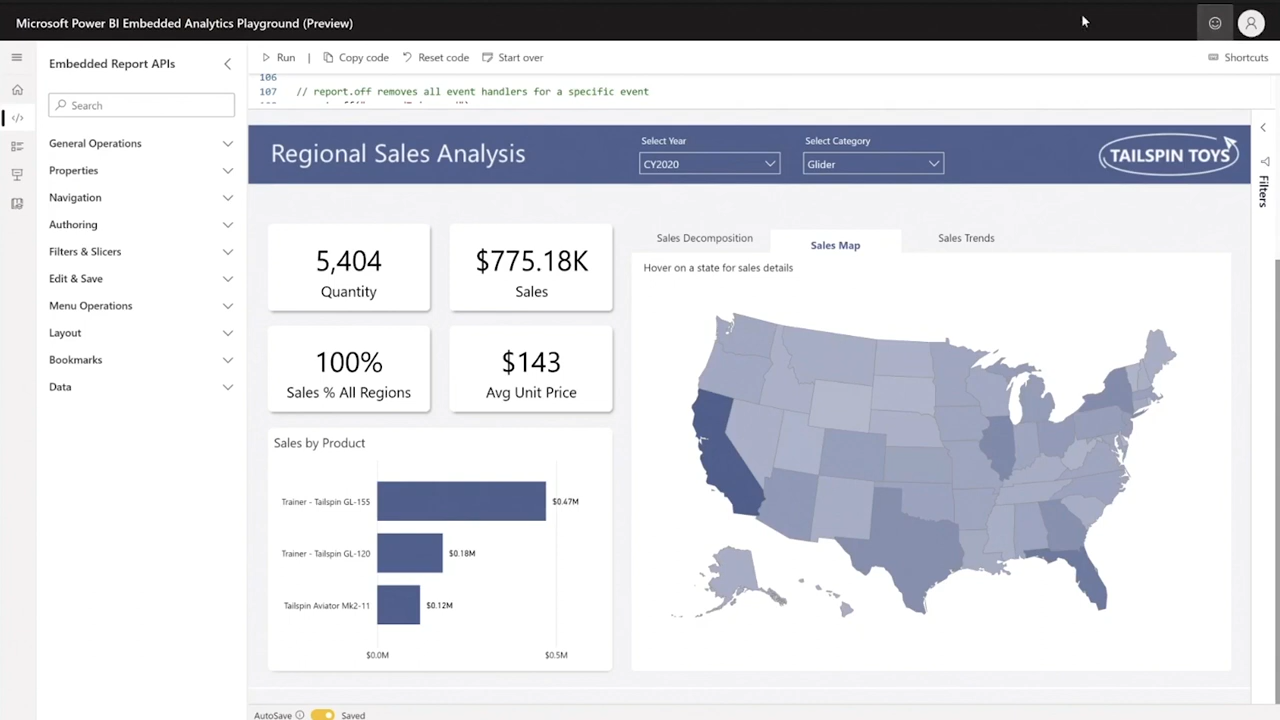 Microsoft Power BI Embedded Analytics Playground (Preview)
Embedded Report APIs
Search
General Operations
Properties
Navigation
Authoring
Filters & Slicers
Edit & Save
Menu Operations
Layout
Bookmarks
Data
Run | Copy code Reset code Start over
Shortcuts
106
107 // report.off removes all event handlers for a specific event
Regional Sales Analysis
Select Year
CY2020
Select Category
Glider
TAILSPIN TOYS
Filters
5,404
Quantity
$775.18K
Sales
100%
Sales % All Regions
$143
Avg Unit Price
Sales by Product
Trainer - Tailspin GL-155 $0.47M
Trainer - Tailspin GL-120 $0.18M
Tailspin Aviator Mk2-11 $0.12M
$0.0M $0.5M
Sales Decomposition
Sales Map
Sales Trends
Hover on a state for sales details
AutoSave Saved